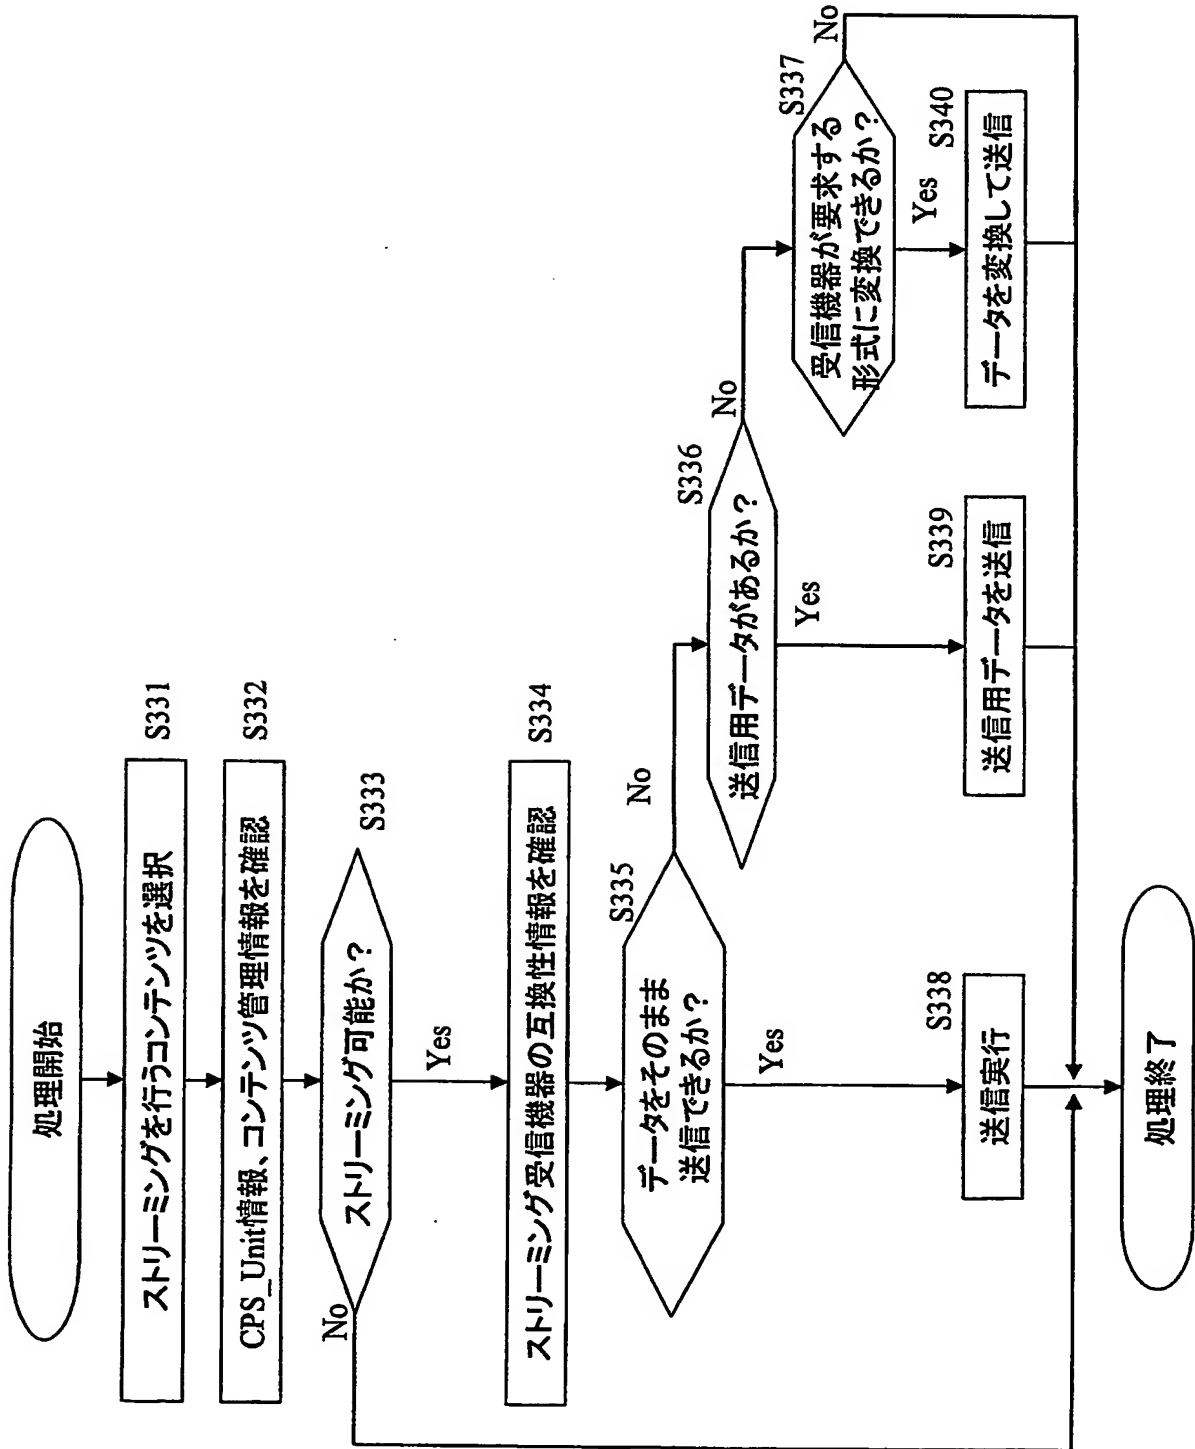 処理開始
ストリーミングを行うコンテンツを選択
S331
CPS_Unit情報、コンテンツ管理情報を確認
S332
ストリーミング可能か？
S333
No
Yes
ストリーミング受信機器の互換性情報を確認
S334
データをそのまま
送信できるか？
S335
No
Yes
送信用データがあるか？
S336
No
Yes
受信機器が要求する
形式に変換できるか？
S337
No
Yes
送信実行
S338
送信用データを送信
S339
データを変換して送信
S340
処理終了